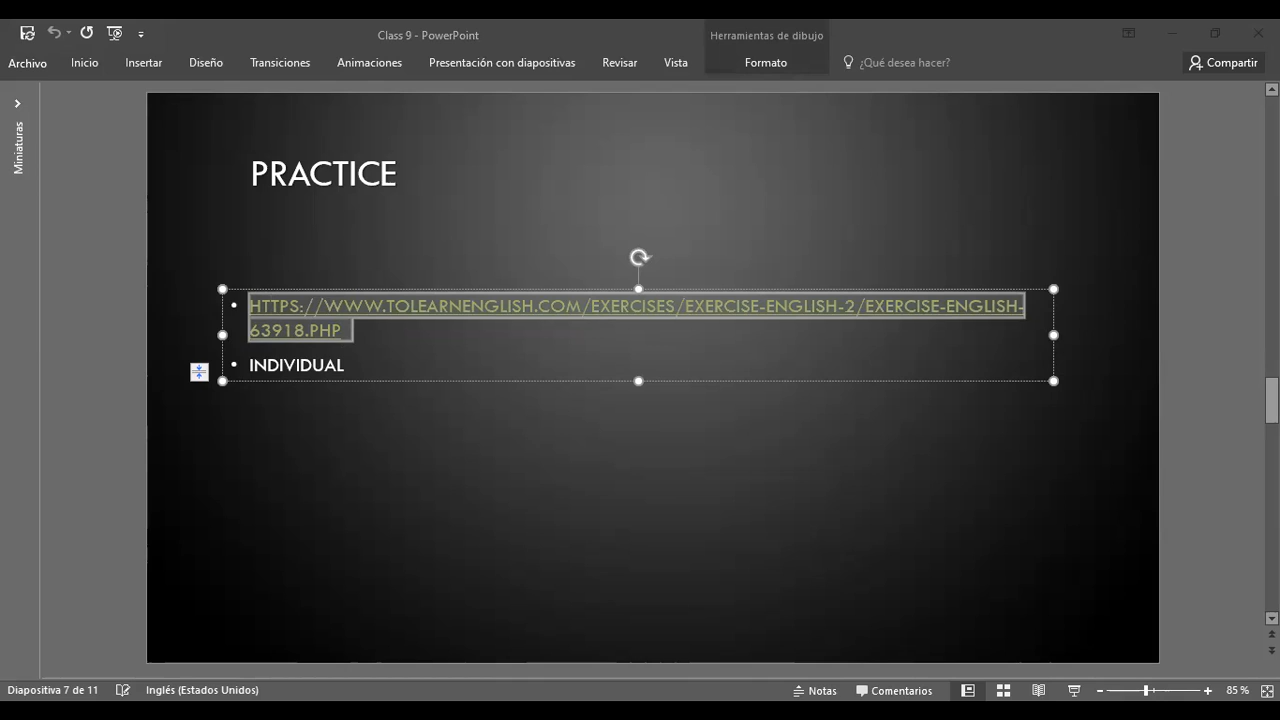 Class 9 - PowerPoint
Herramientas de dibujo
Archivo Inicio Insertar Diseño Transiciones Animaciones Presentación con diapositivas Revisar Vista Formato ¿Qué desea hacer? Compartir
Miniaturas
PRACTICE
• HTTPS://WWW.TOLEARNENGLISH.COM/EXERCISES/EXERCISE-ENGLISH-2/EXERCISE-ENGLISH-
63918.PHP
• INDIVIDUAL
Diapositiva 7 de 11 Inglés (Estados Unidos) Notas Comentarios 85 %